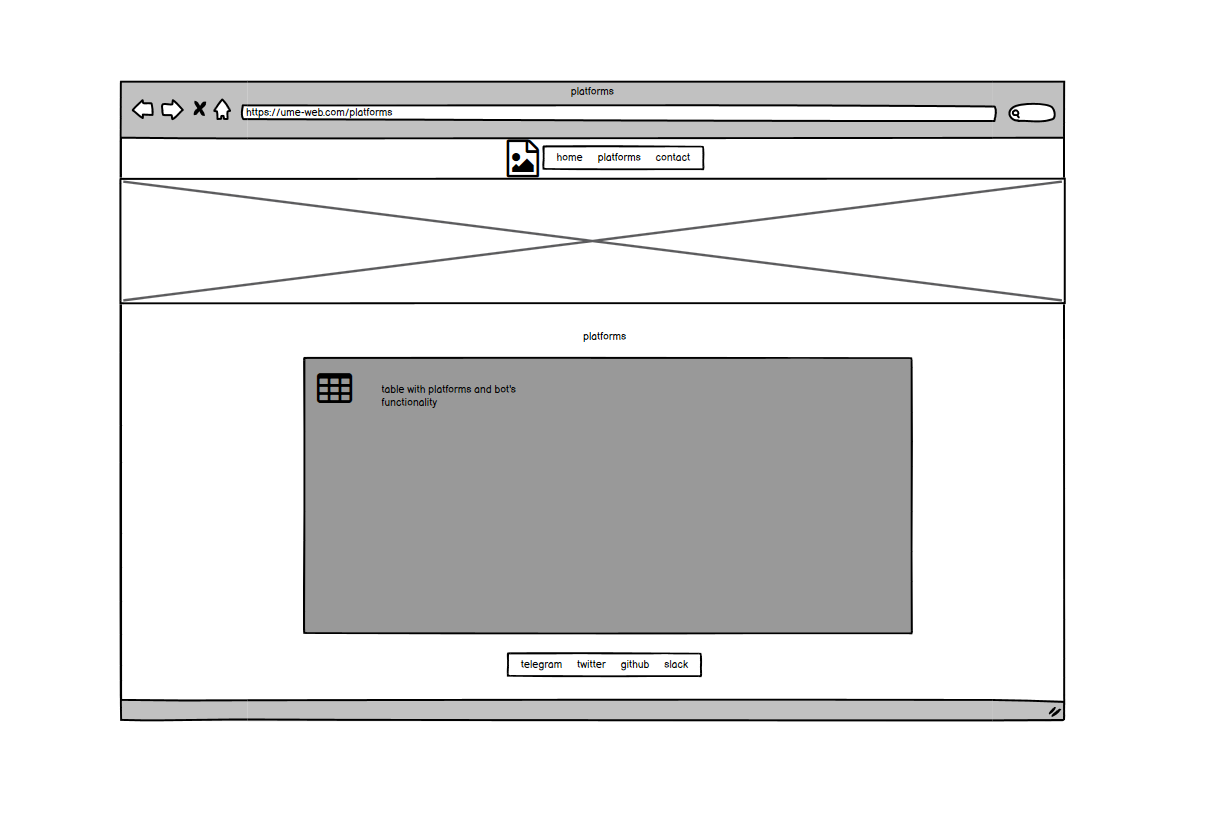 platforms
https://ume-web.com/platforms
home platforms contact
platforms
table with platforms and bot's
functionality
telegram twitter github slack